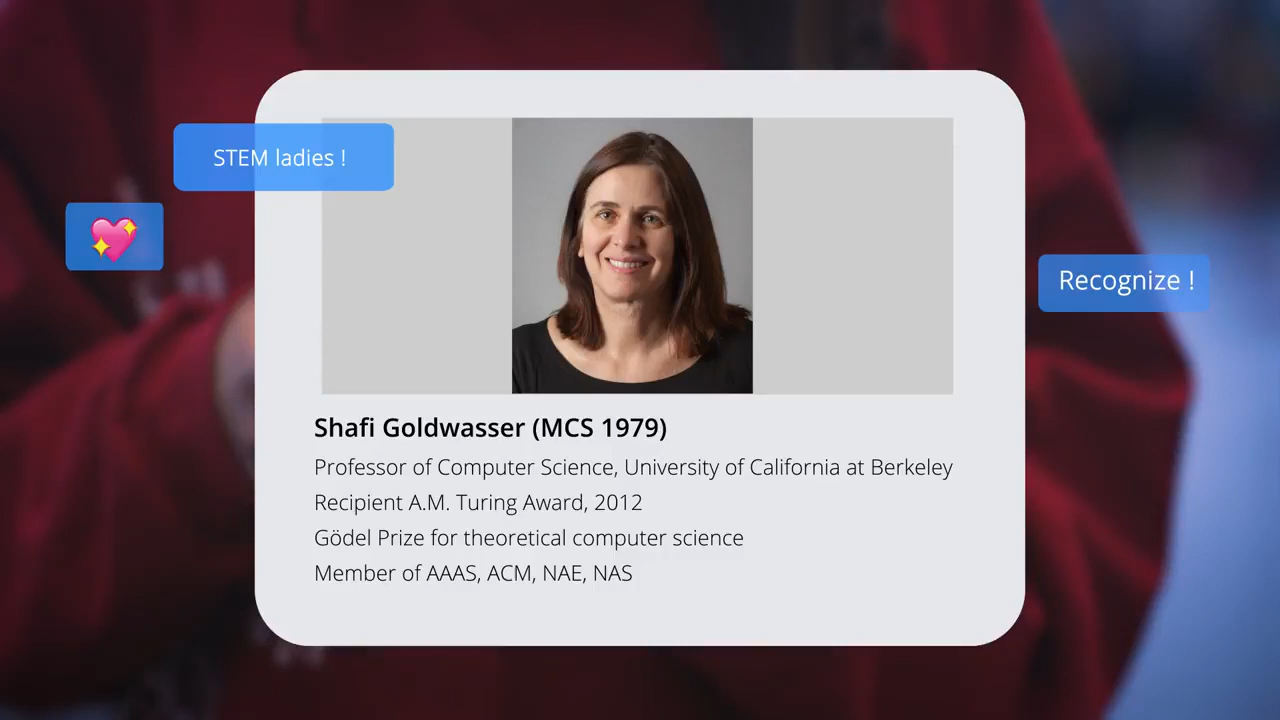 STEM ladies !
Recognize !
Shafi Goldwasser (MCS 1979)
Professor of Computer Science, University of California at Berkeley
Recipient A.M. Turing Award, 2012
Gödel Prize for theoretical computer science
Member of AAAS, ACM, NAE, NAS